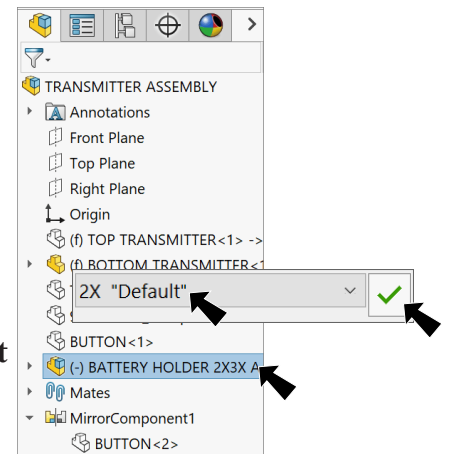 TRANSMITTER ASSEMBLY
Annotations
Front Plane
Top Plane
Right Plane
Origin
(f) TOP TRANSMITTER<1> ->
(f) BOTTOM TRANSMITTER<1
2X "Default"
BUTTON<1>
t
(-) BATTERY HOLDER 2X3X A
Mates
MirrorComponent1
BUTTON<2>